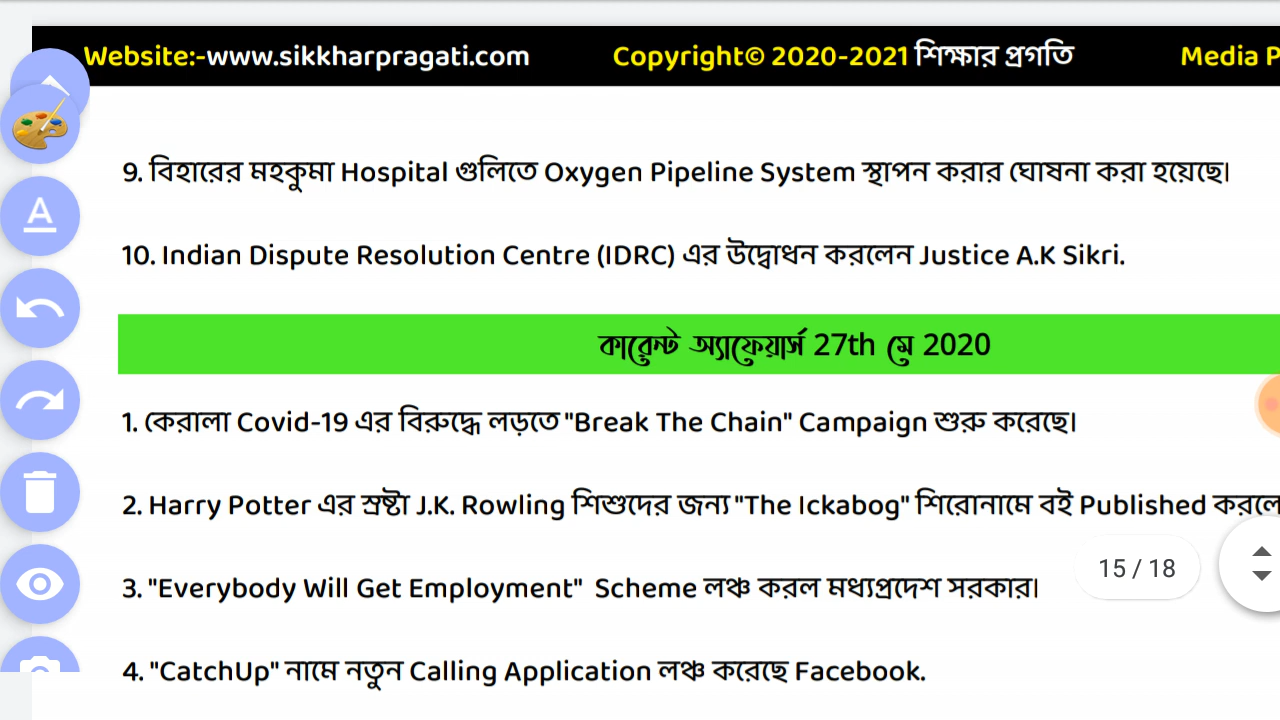 Website:-www.sikkharpragati.com Copyright© 2020-2021 শিক্ষার প্রগতি Media P
9. বিহারের মহকুমা Hospital গুলিতে Oxygen Pipeline System স্থাপন করার ঘোষনা করা হয়েছে।
10. Indian Dispute Resolution Centre (IDRC) এর উদ্বোধন করলেন Justice A.K Sikri.
কারেন্ট অ্যাফেয়ার্স 27th মে 2020
1. কেরালা Covid-19 এর বিরুদ্ধে লড়তে "Break The Chain" Campaign শুরু করেছে।
2. Harry Potter এর স্রষ্টা J.K. Rowling শিশুদের জন্য "The Ickabog" শিরোনামে বই Published করলে
3. "Everybody Will Get Employment" Scheme লঞ্চ করল মধ্যপ্রদেশ সরকার।
15 / 18
4. "CatchUp" নামে নতুন Calling Application লঞ্চ করেছে Facebook.